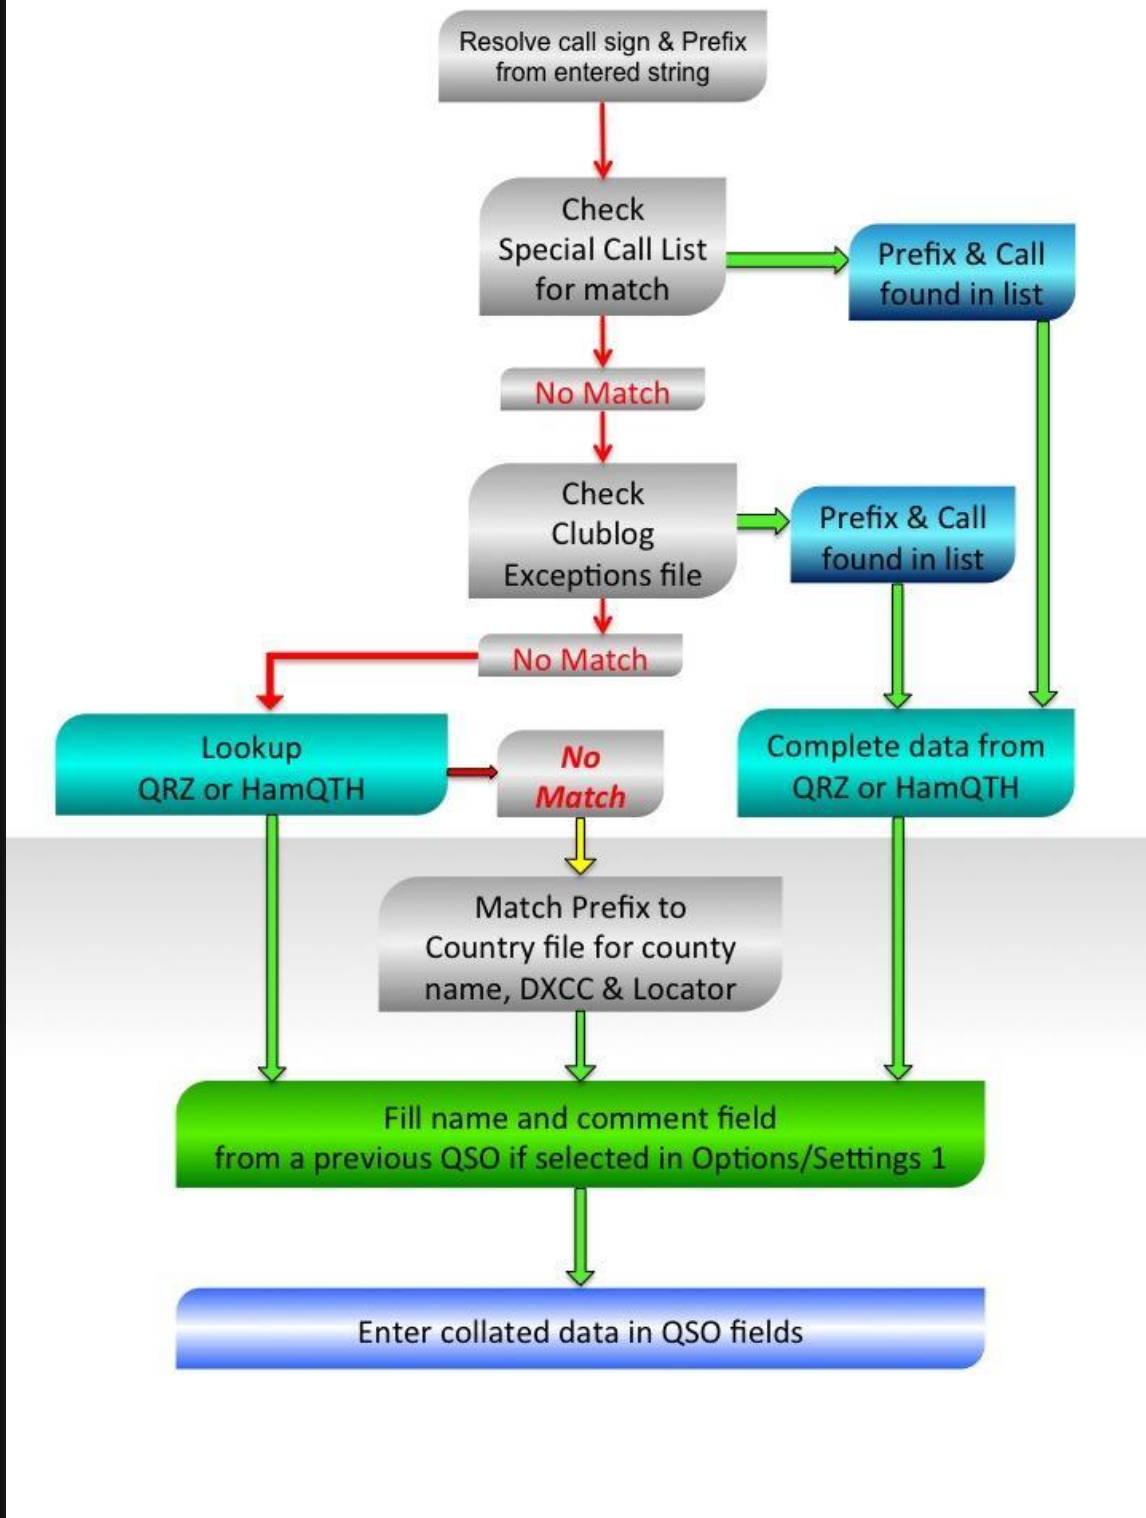 Resolve call sign & Prefix
from entered string
Check
Special Call List
for match
Prefix & Call
found in list
No Match
Check
Clublog
Exceptions file
Prefix & Call
found in list
No Match
Lookup
QRZ or HamQTH
No
Match
Complete data from
QRZ or HamQTH
Match Prefix to
Country file for county
name, DXCC & Locator
Fill name and comment field
from a previous QSO if selected in Options/Settings 1
Enter collated data in QSO fields